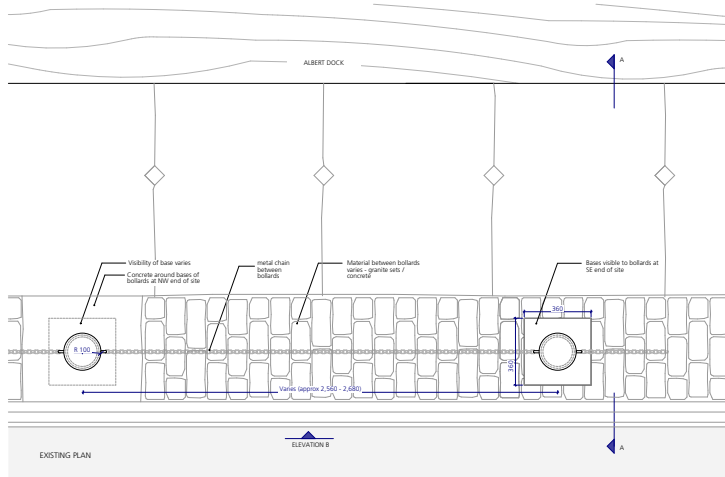 ALBERT DOCK
A
Visibility of base varies
Concrete around bases of
bollards at NW end of site
metal chain
between
bollards
Material between bollards
varies - granite sets /
concrete
Bases visible to bollards at
SE end of site
360
R 100
360
Varies (approx 2,560 - 2,680)
ELEVATION B
A
EXISTING PLAN